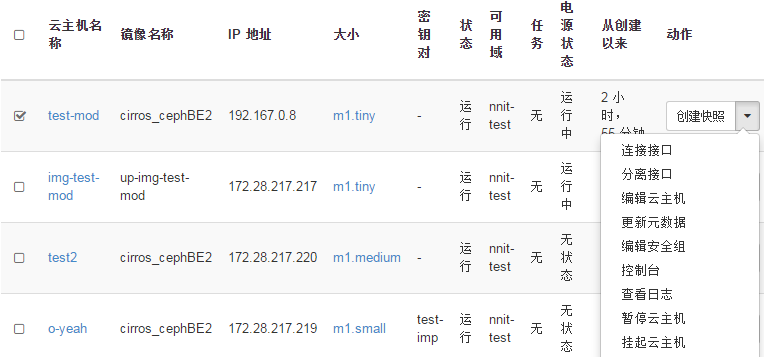 云主机名称 镜像名称 IP 地址 大小 密钥对 状态 可用域 任务 电源状态 从创建以来 动作
test-mod cirros_cephBE2 192.167.0.8 m1.tiny - 运行 nnit-test 无 运行中 2 小时, 55 分钟 创建快照
连接接口
分离接口
编辑云主机
更新元数据
编辑安全组
控制台
查看日志
暂停云主机
挂起云主机
img-test-mod up-img-test-mod 172.28.217.217 m1.tiny - 运行 nnit-test 无 运行中
test2 cirros_cephBE2 172.28.217.220 m1.medium - 运行 nnit-test 无 无状态
o-yeah cirros_cephBE2 172.28.217.219 m1.small test-imp 运行 nnit-test 无 无状态